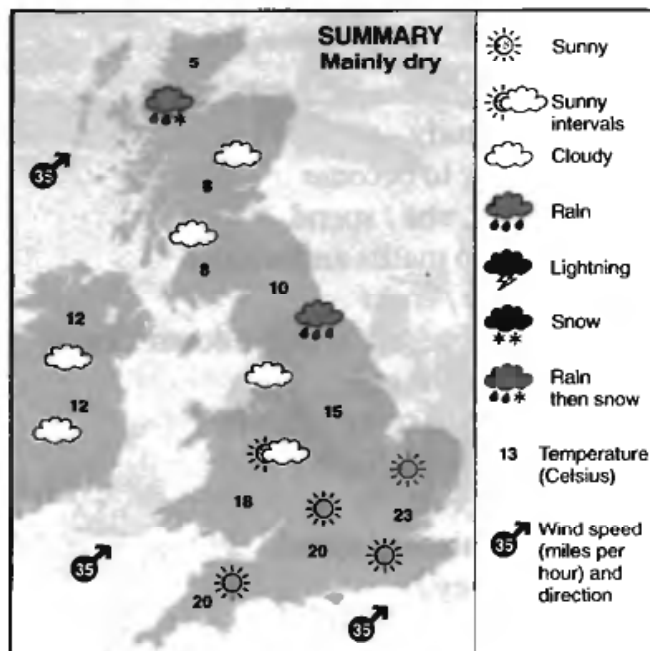 SUMMARY
Mainly dry
5
35
8
8
10
12
12
15
18
23
20
20
35
35
Sunny
Sunny
intervals
Cloudy
Rain
Lightning
Snow
Rain
then snow
13 Temperature
(Celsius)
35 Wind speed
(miles per
hour) and
direction